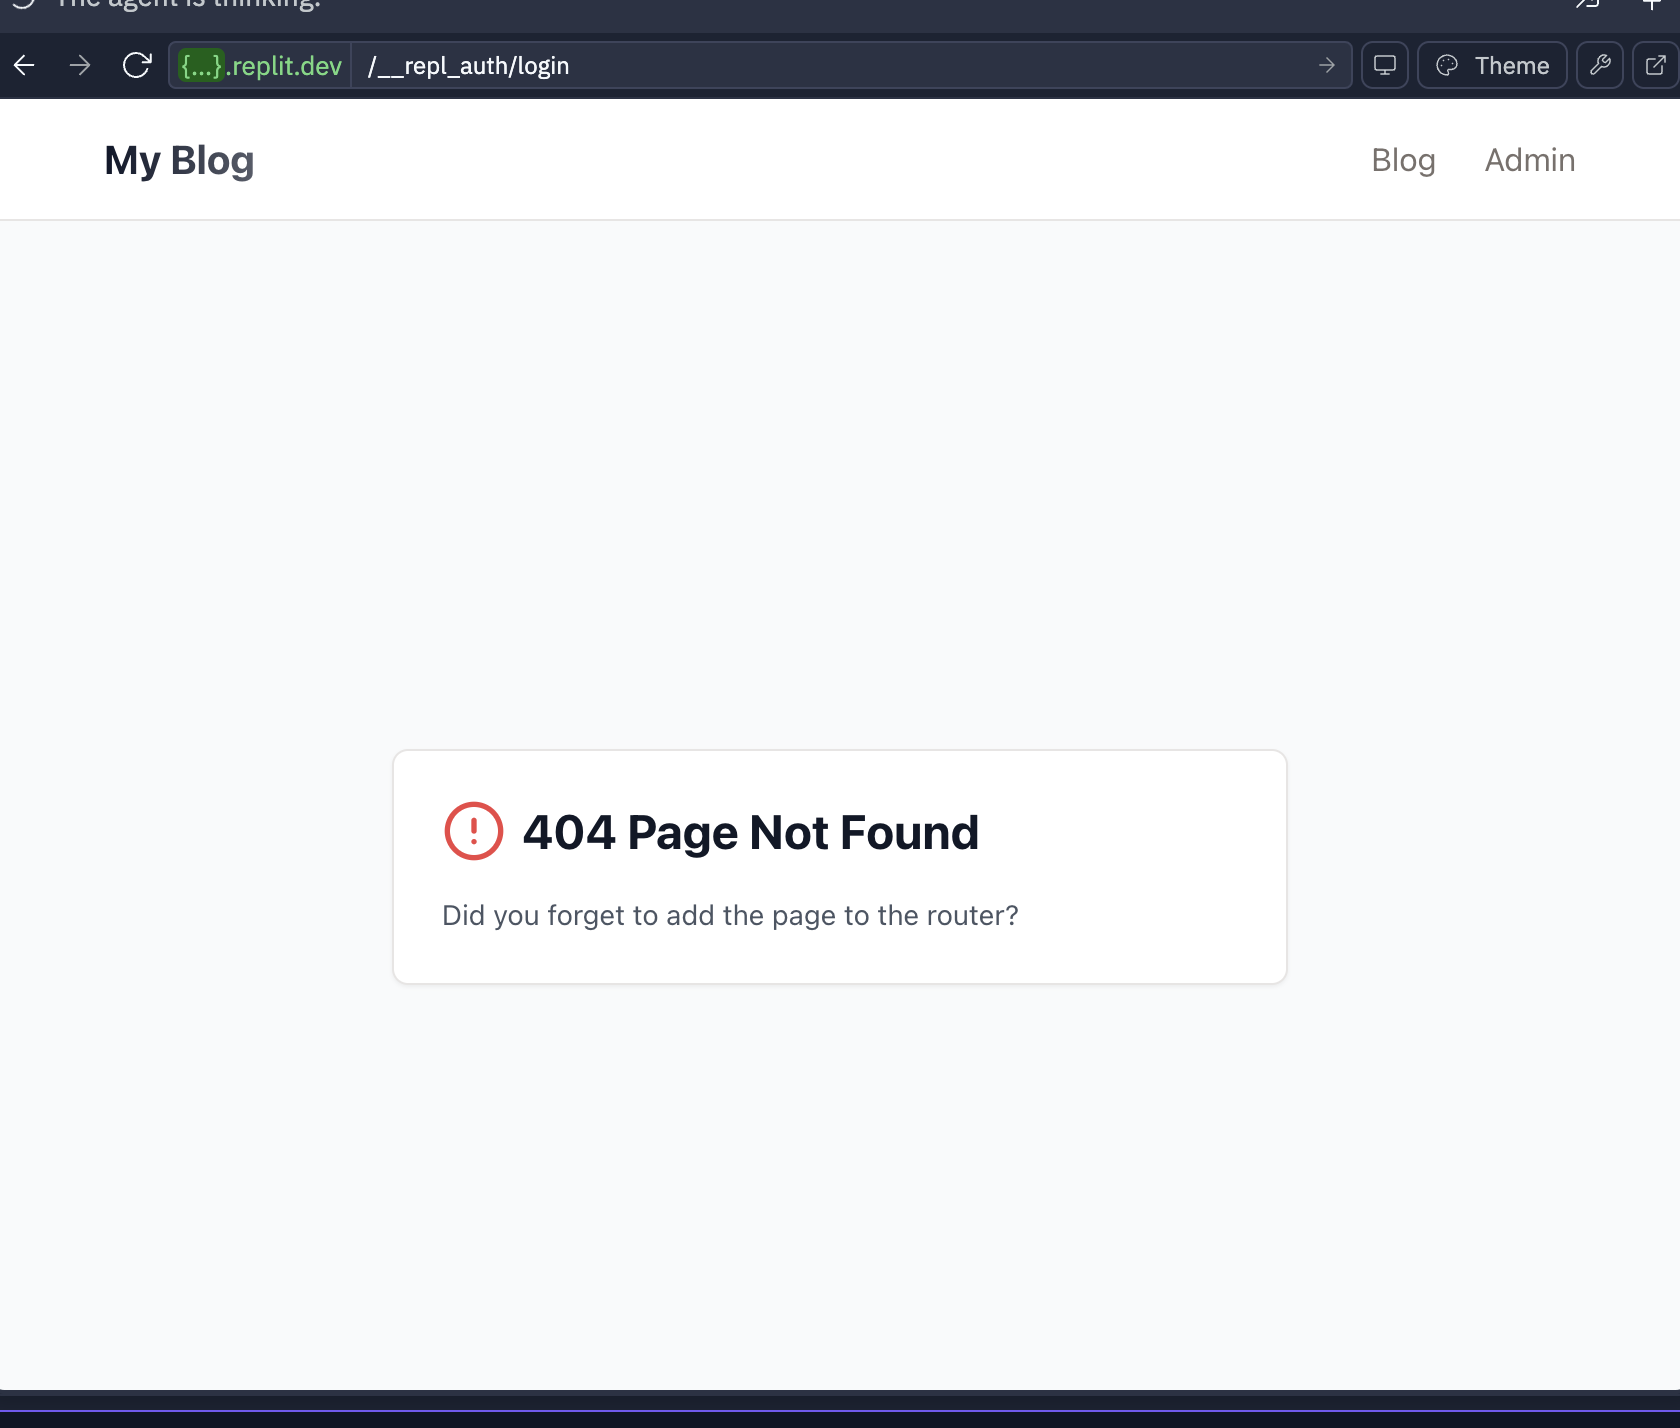 The agent is thinking.
{...}.replit.dev /__repl_auth/login Theme
My Blog Blog Admin
404 Page Not Found
Did you forget to add the page to the router?